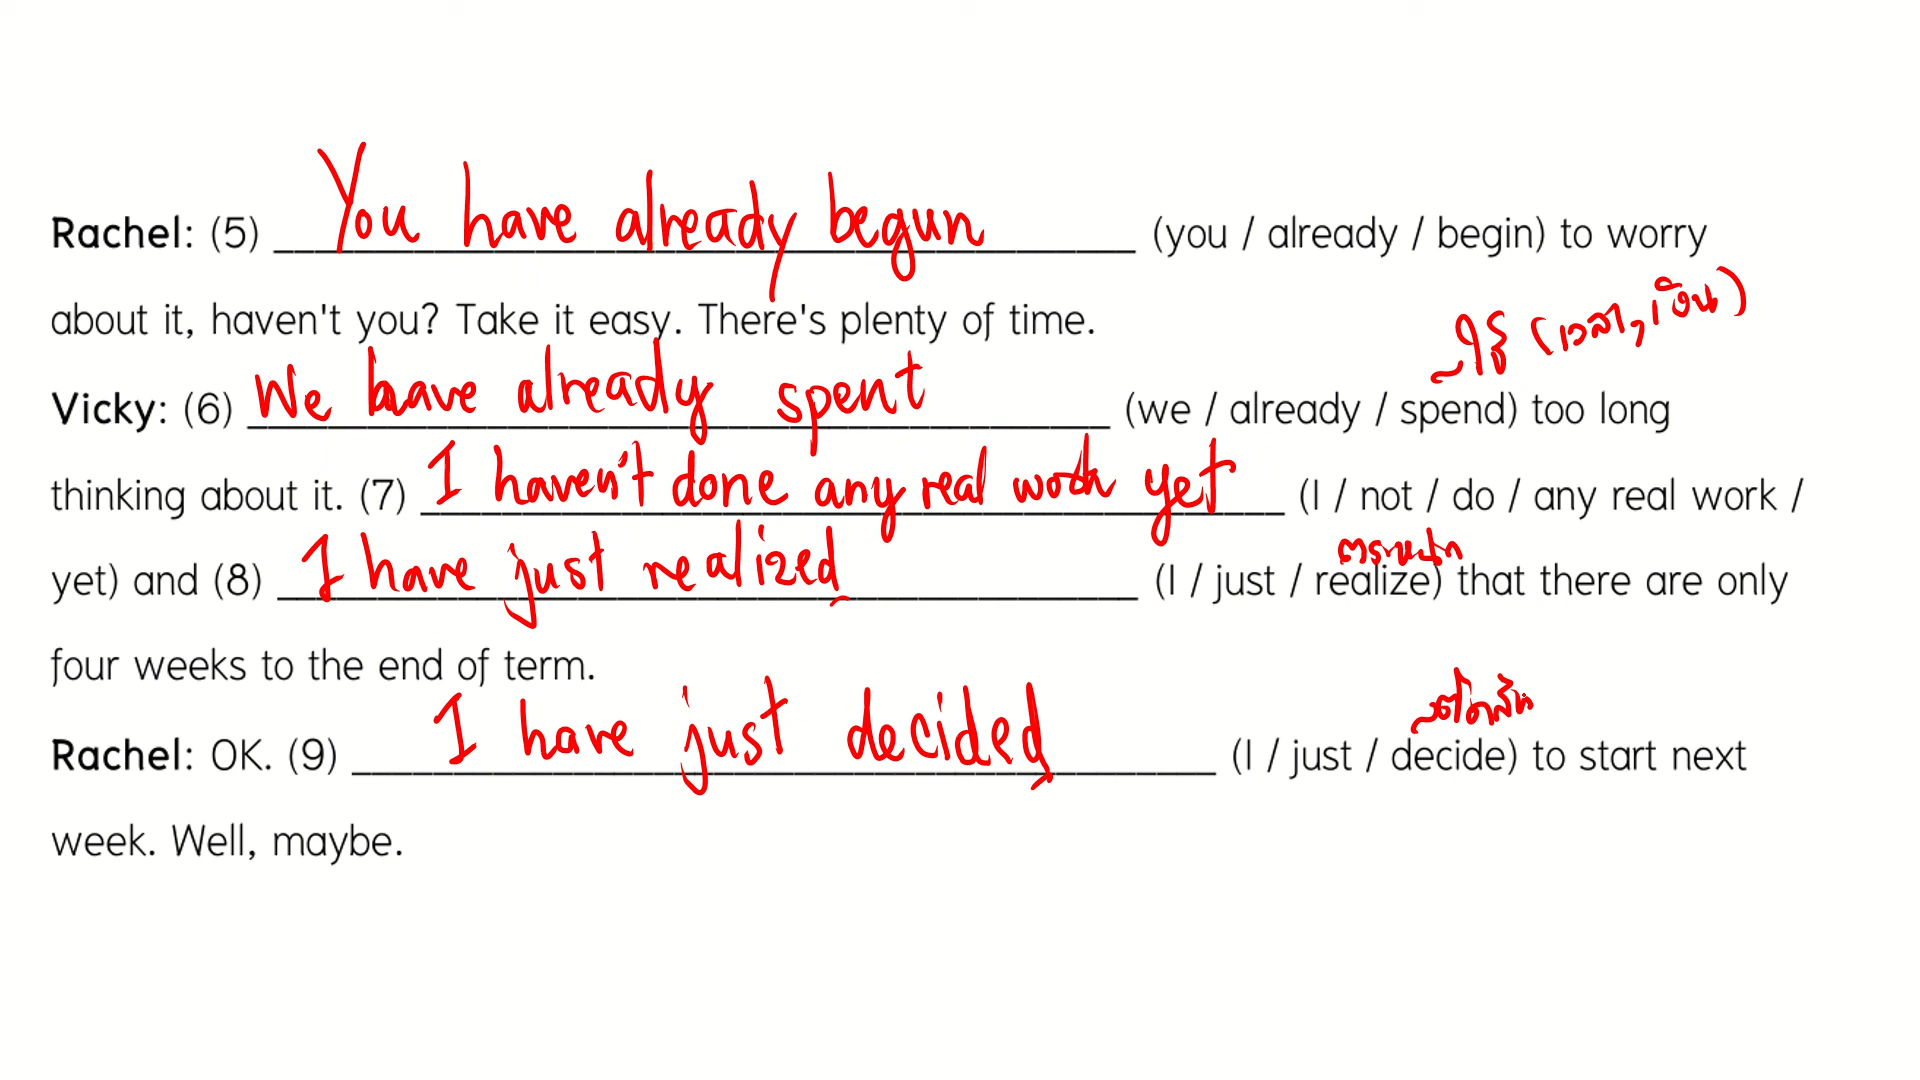 Rachel: (5) You have already begun (you / already / begin) to worry
about it, haven't you? Take it easy. There's plenty of time.
ใช้ (เวลา, เงิน)
Vicky: (6) We have already spent (we / already / spend) too long
thinking about it. (7) I haven't done any real work yet (I / not / do / any real work /
ตระหนัก
yet) and (8) I have just realized (I / just / realize) that there are only
four weeks to the end of term.
ตัดสิน
Rachel: OK. (9) I have just decided (I / just / decide) to start next
week. Well, maybe.